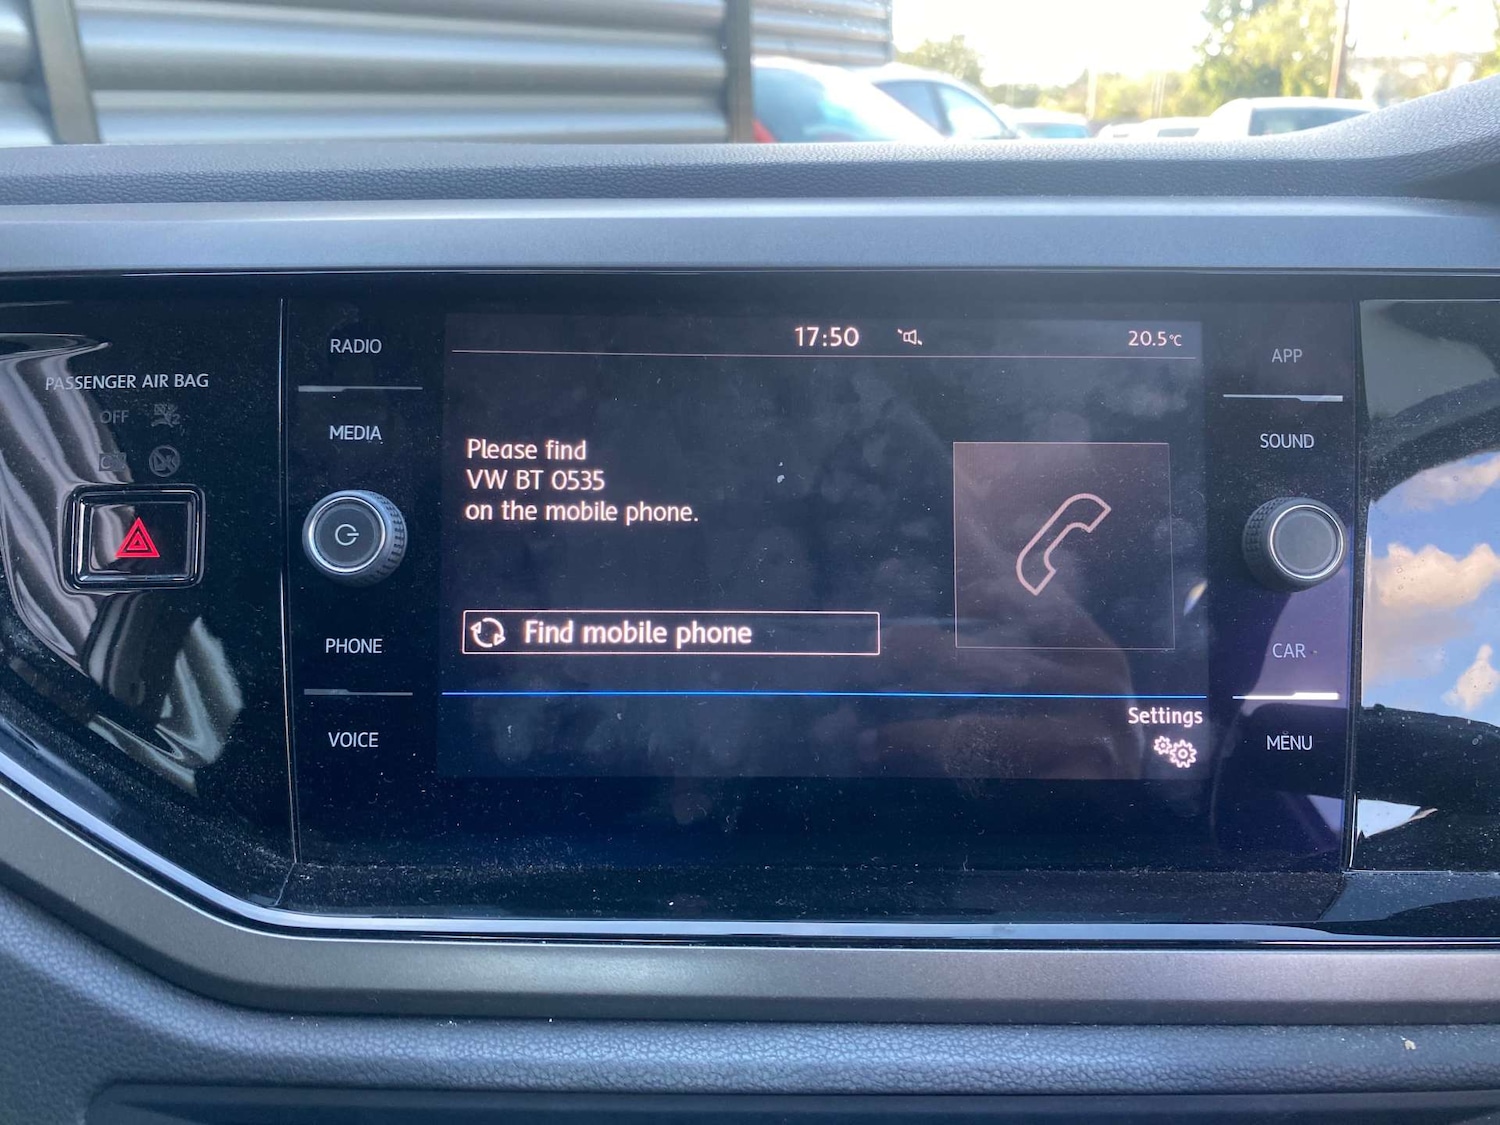 17:50
20.5°C
RADIO
APP
PASSENGER AIR BAG
OFF
MEDIA
SOUND
Please find
VW BT 0535
on the mobile phone.
Find mobile phone
PHONE
CAR
Settings
VOICE
MENU